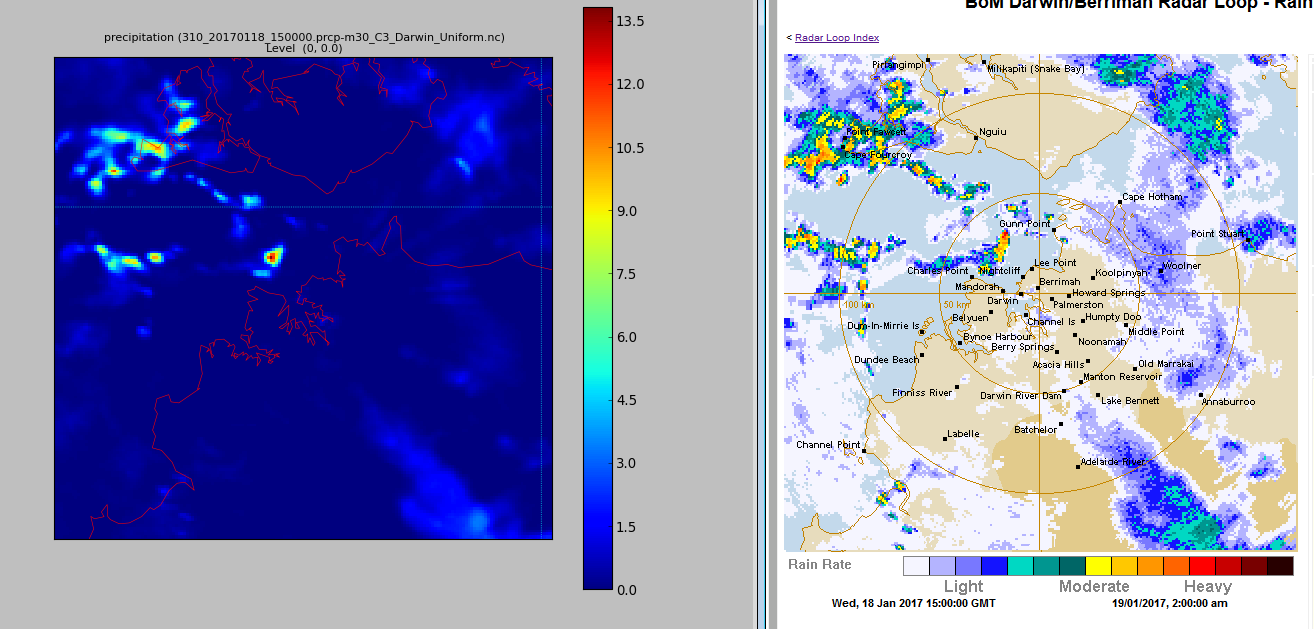 precipitation (310_20170118_150000.prcp-m30_C3_Darwin_Uniform.nc)
Level (0, 0.0)
13.5
12.0
10.5
9.0
7.5
6.0
4.5
3.0
1.5
0.0
BoM Darwin/Berrimah Radar Loop - Rain
< Radar Loop Index
Pirlangimpi
Milikapiti (Snake Bay)
Point Fawcett
Nguiu
Cape Fourcroy
Cape Hotham
Gunn Point
Point Stuart
Lee Point
Charles Point
Nightcliff
Koolpinyah
Woolner
Mandorah
Berrimah
Howard Springs
100 km
50 km
Darwin
Palmerston
Belyuen
Channel Is
Humpty Doo
Dum-In-Mirrie Is
Middle Point
Bynoe Harbour
Noonamah
Berry Springs
Dundee Beach
Acacia Hills
Old Marrakai
Manton Reservoir
Finniss River
Darwin River Dam
Lake Bennett
Annaburroo
Batchelor
Labelle
Channel Point
Adelaide River
Rain Rate
Light
Moderate
Heavy
Wed, 18 Jan 2017 15:00:00 GMT
19/01/2017, 2:00:00 am